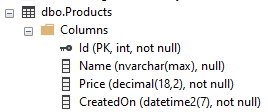 dbo.Products
Columns
Id (PK, int, not null)
Name (nvarchar(max), null)
Price (decimal(18,2), not null)
CreatedOn (datetime2(7), not null)